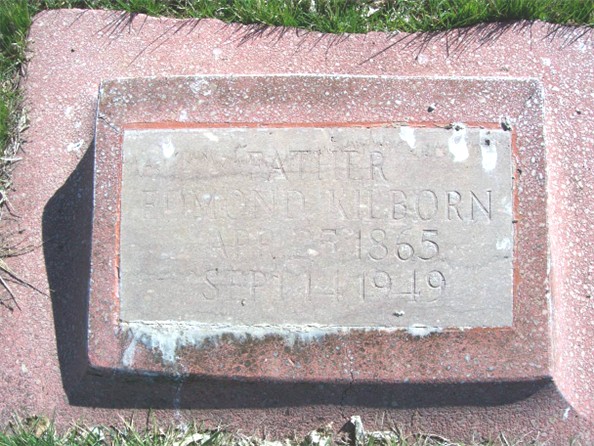 FATHER
EDMOND KILBORN
APR. 25 1865
SEPT 14 1949